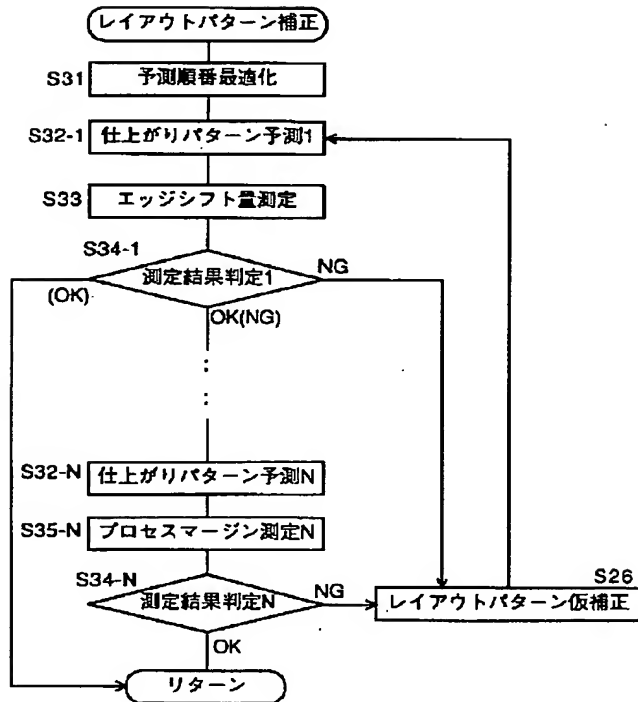 レイアウトパターン補正
S31 予測順番最適化
S32-1 仕上がりパターン予測1
S33 エッジシフト量測定
S34-1
測定結果判定1 NG
(OK)
OK(NG)
S32-N 仕上がりパターン予測N
S35-N プロセスマージン測定N
S34-N
S26
測定結果判定N NG
レイアウトパターン仮補正
OK
リターン